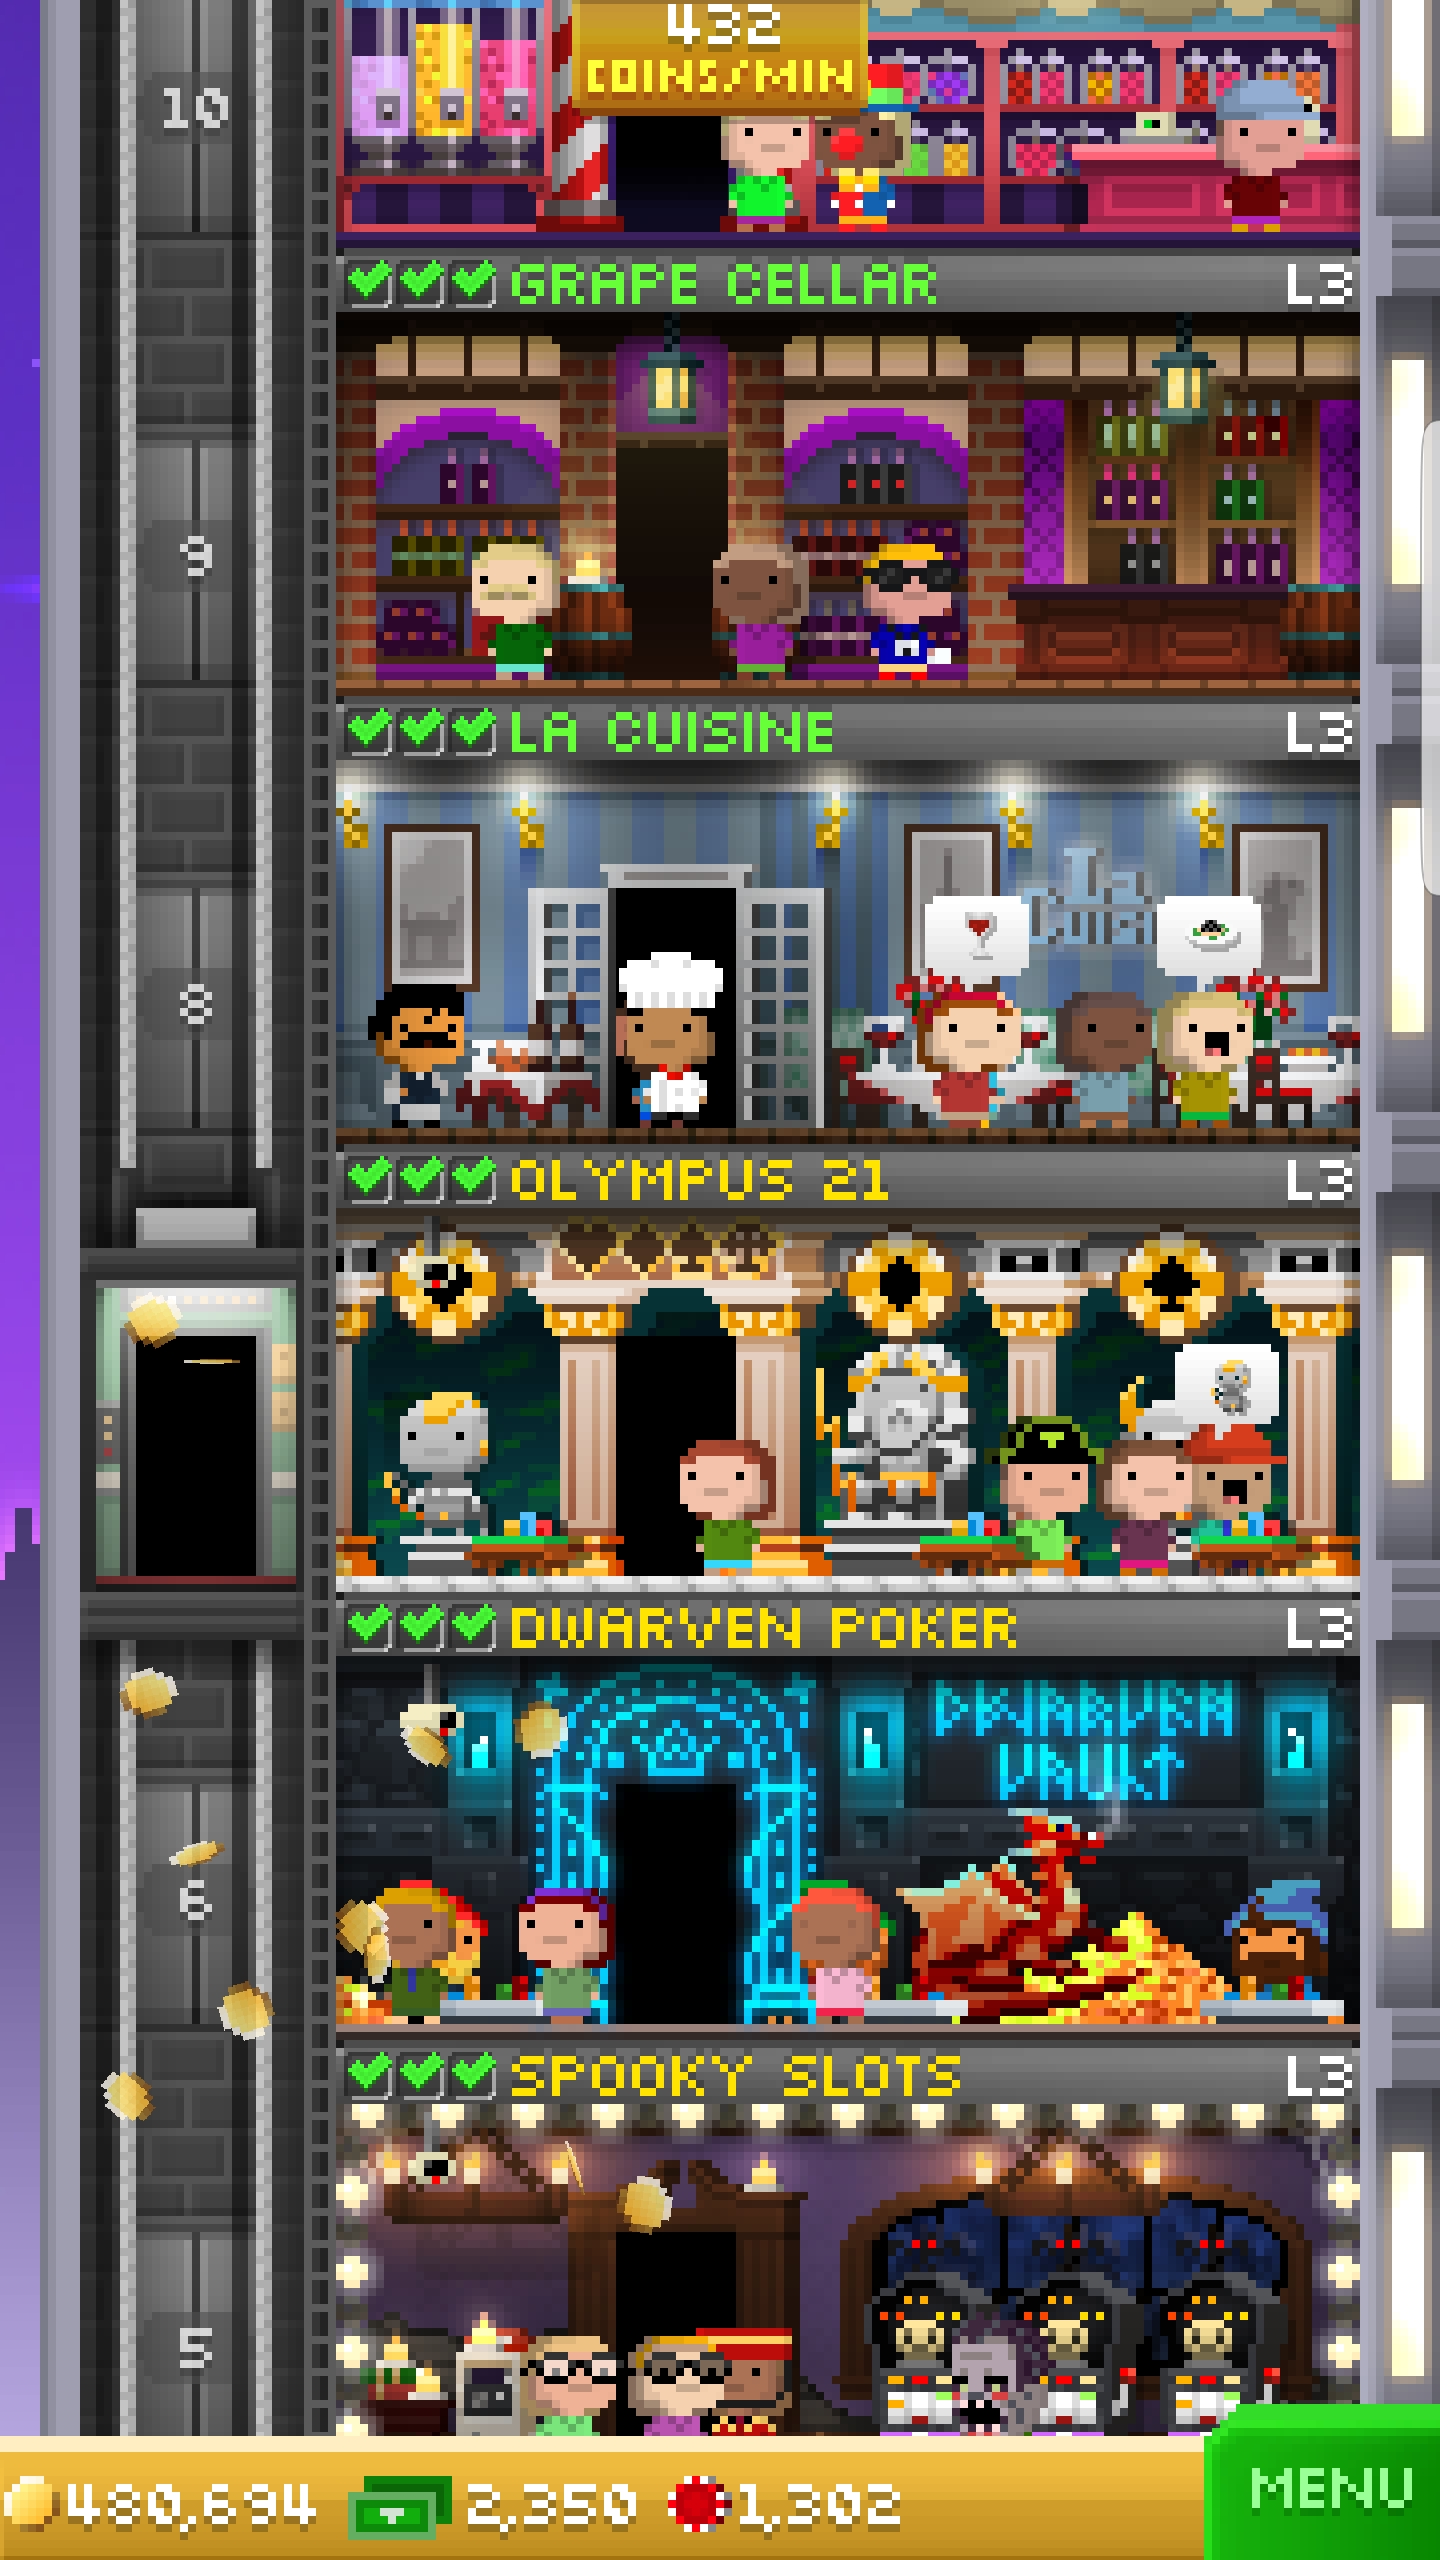 432
COINS/MIN
10
GRAPE CELLAR L3
9
LA CUISINE L3
8
La
Cuisi
OLYMPUS 21 L3
DWARVEN POKER L3
DWARVEN
VAULT
6
SPOOKY SLOTS L3
5
480,694 2,350 1,302
MENU